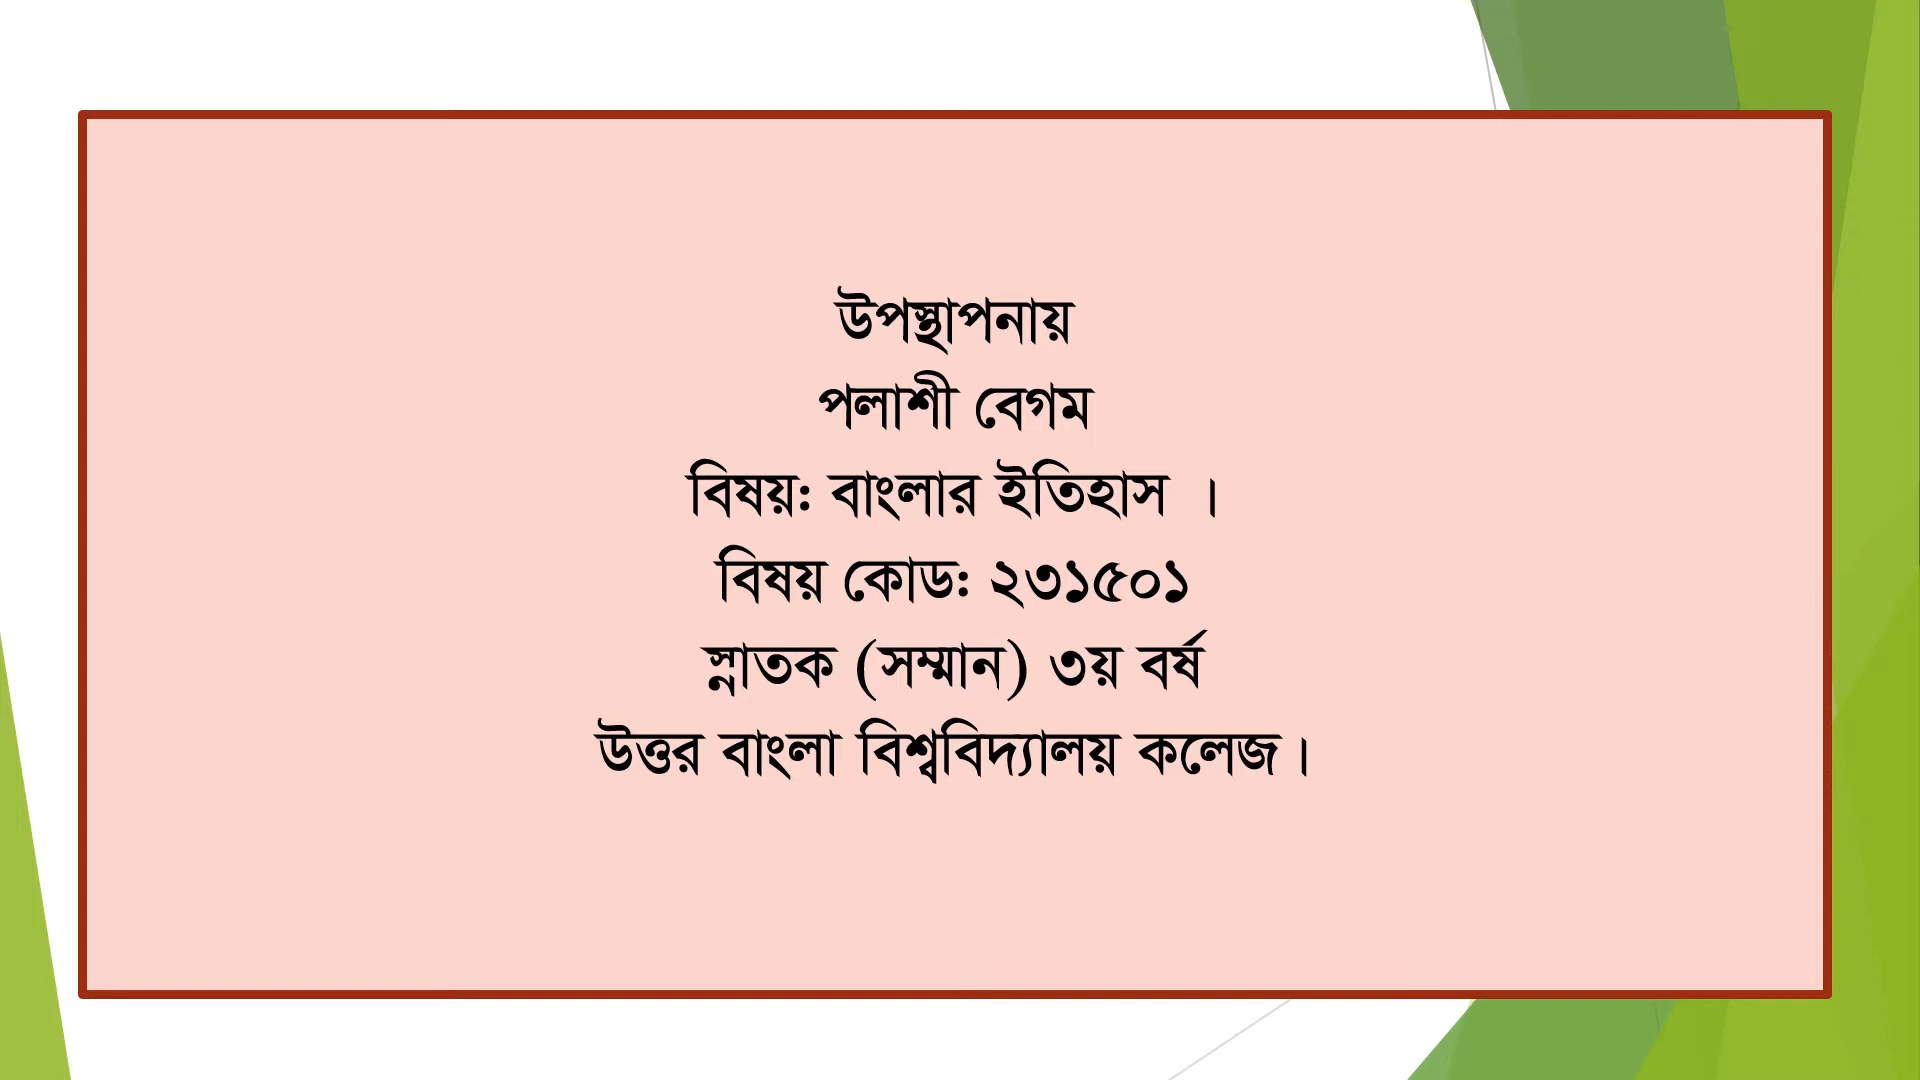 উপস্থাপনায়
পলাশী বেগম
বিষয়: বাংলার ইতিহাস ।
বিষয় কোড: ২৩১৫০১
স্নাতক (সম্মান) ৩য় বর্ষ
উত্তর বাংলা বিশ্ববিদ্যালয় কলেজ।